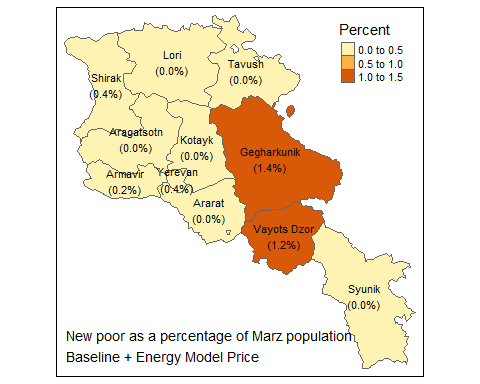 Percent
0.0 to 0.5
0.5 to 1.0
1.0 to 1.5
Lori
(0.0%)
Tavush
(0.0%)
Shirak
(0.4%)
Aragatsotn
(0.0%)
Kotayk
(0.0%)
Gegharkunik
(1.4%)
Armavir
(0.2%)
Yerevan
(0.4%)
Ararat
(0.0%)
Vayots Dzor
(1.2%)
Syunik
(0.0%)
New poor as a percentage of Marz population
Baseline + Energy Model Price